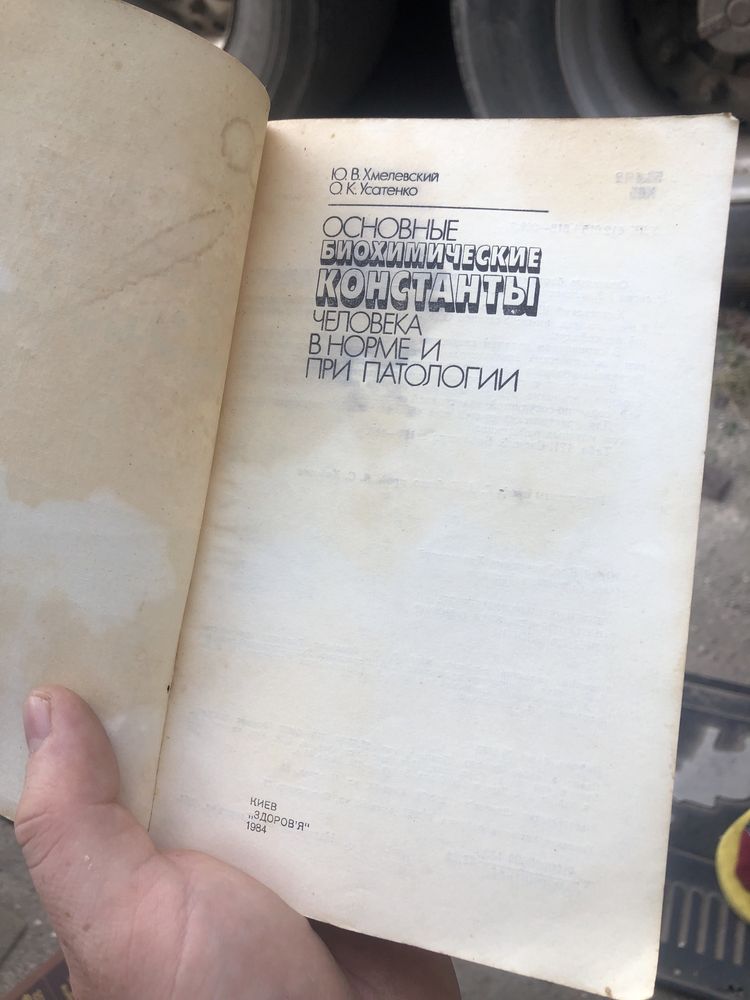 Ю. В. Хмелевский
О. К. Усатенко
ОСНОВНЫЕ
БИОХИМИЧЕСКИЕ
КОНСТАНТЫ
ЧЕЛОВЕКА
В НОРМЕ И
ПРИ ПАТОЛОГИИ
КИЕВ
„ЗДОРОВ'Я“
1984